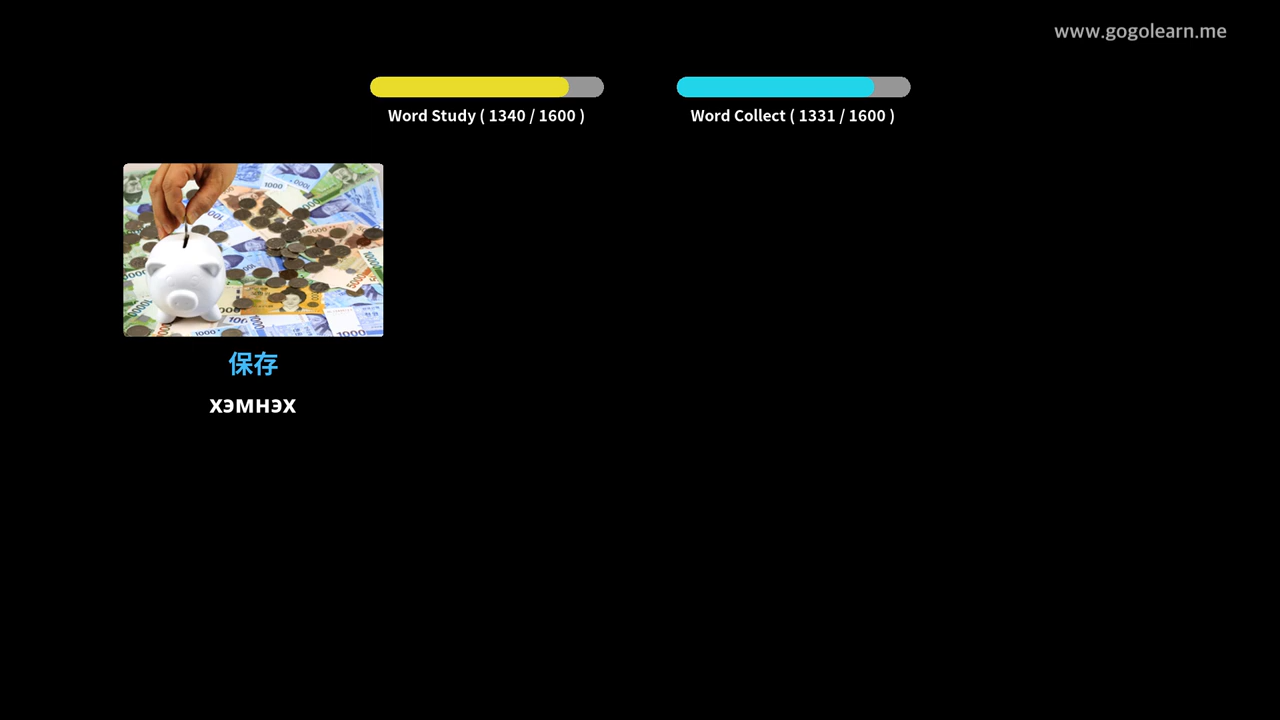 www.gogolearn.me
Word Study ( 1340 / 1600 )
Word Collect ( 1331 / 1600 )
保存
хэмнэх